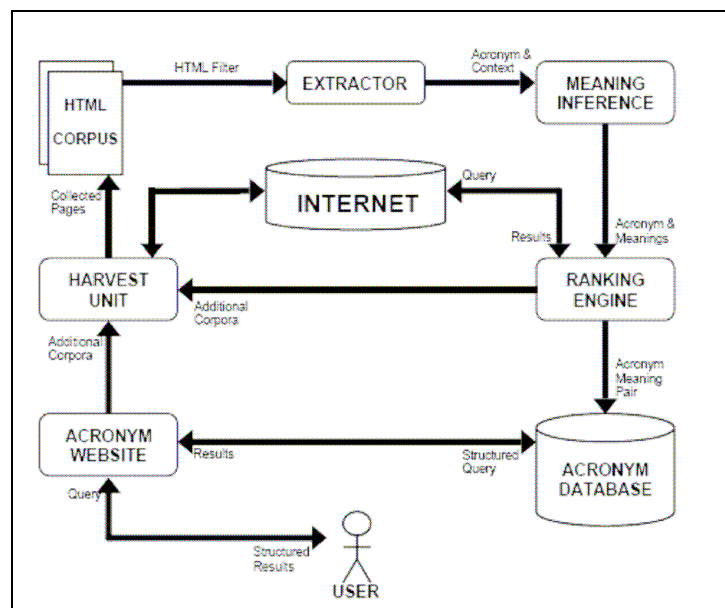 HTML Filter
Acronym &
Context
EXTRACTOR
MEANING
INFERENCE
HTML
CORPUS
Collected
Pages
INTERNET
Query
Results
Acronym &
Meanings
HARVEST
UNIT
Additional
Corpora
RANKING
ENGINE
Additional
Corpora
Acronym
Meaning
Pair
ACRONYM
WEBSITE
Results
Structured
Query
ACRONYM
DATABASE
Query
Structured
Results
USER